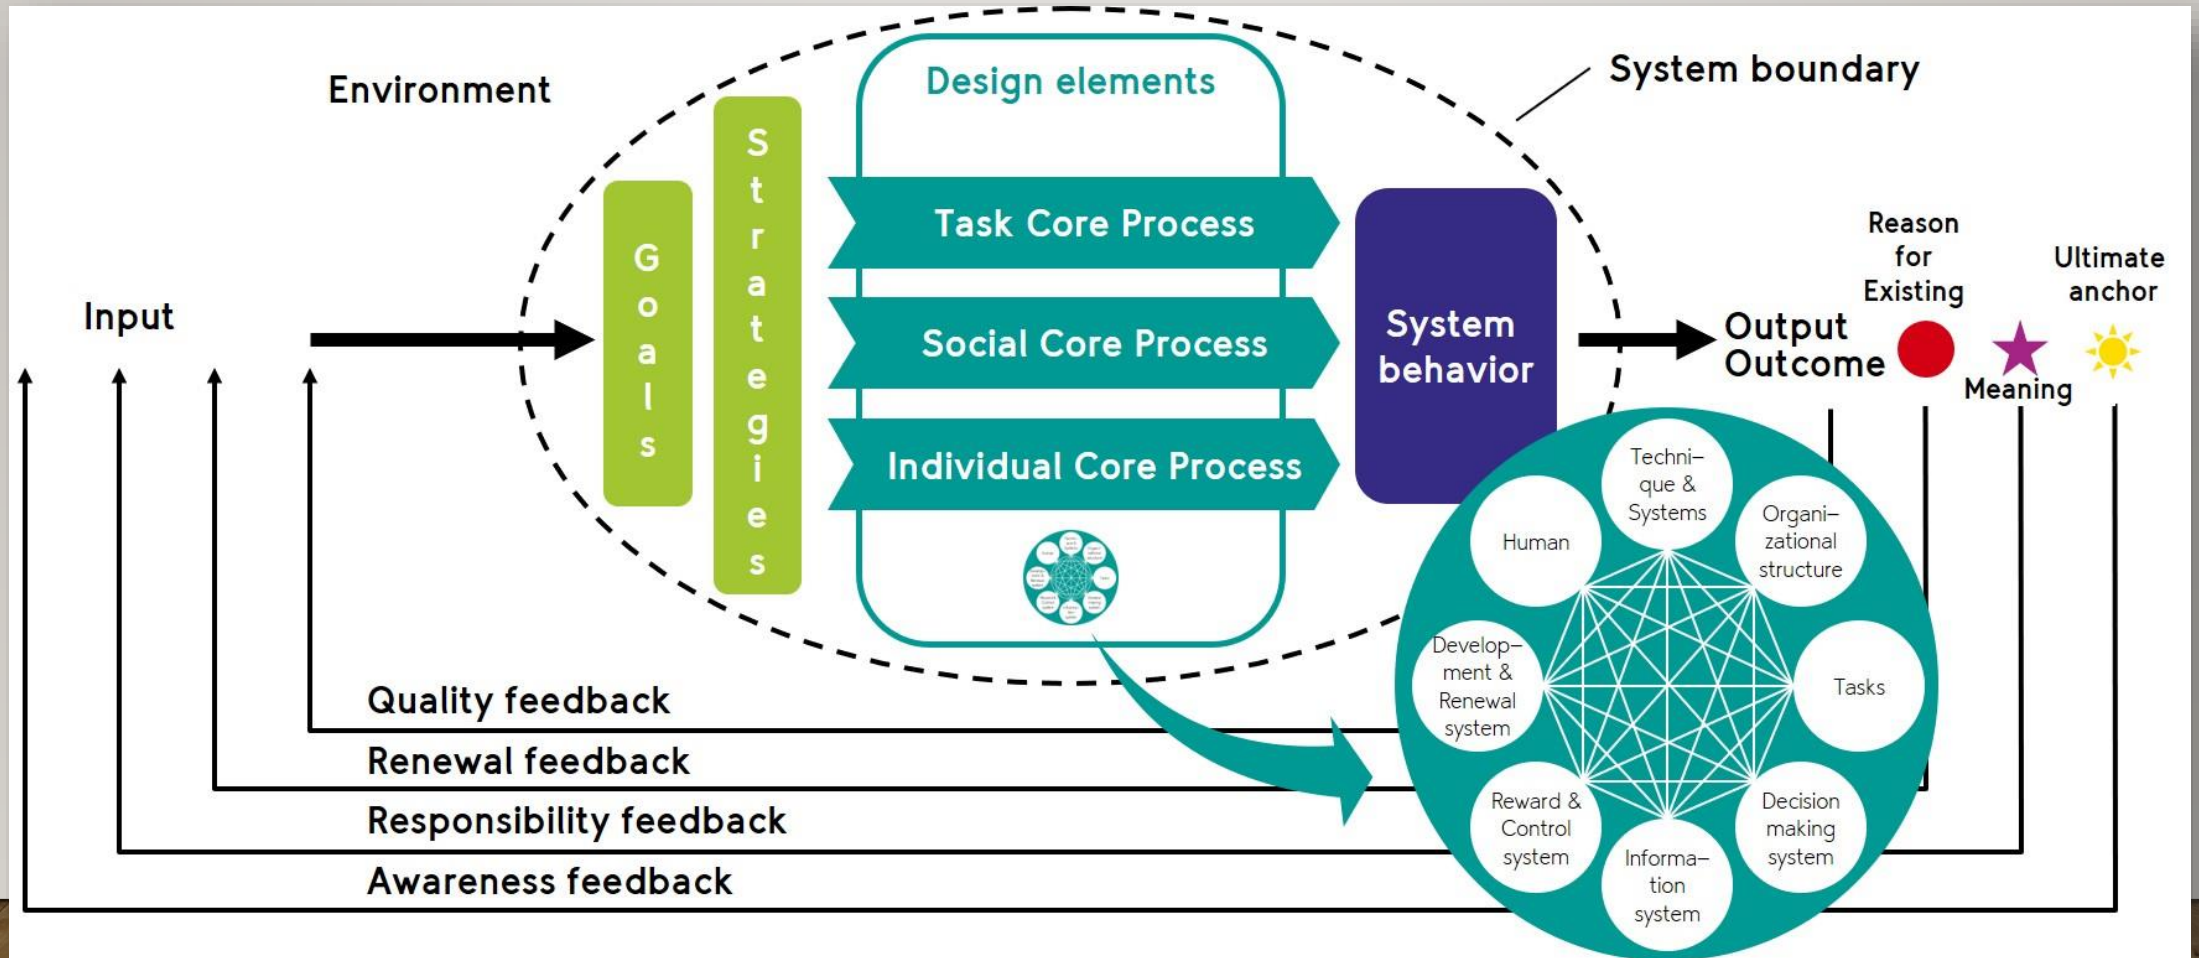 Environment
System boundary
Design elements
Goals
Strategies
Task Core Process
Social Core Process
Individual Core Process
System
behavior
Input
Output
Outcome
Reason
for
Existing
Meaning
Ultimate
anchor
Quality feedback
Renewal feedback
Responsibility feedback
Awareness feedback
Techni-
que &
Systems
Organi-
zational
structure
Tasks
Decision
making
system
Informa-
tion
system
Reward &
Control
system
Develop-
ment &
Renewal
system
Human